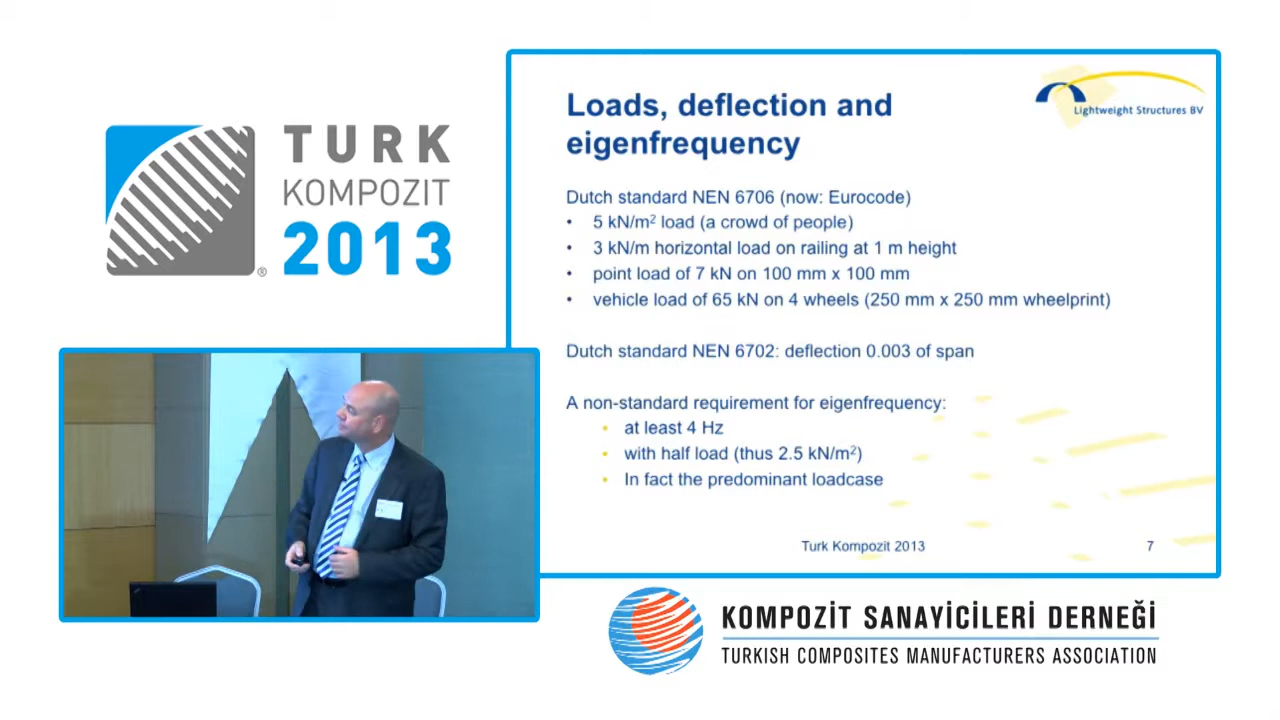 TURK
KOMPOZIT
2013
®
Lightweight Structures BV
Loads, deflection and
eigenfrequency
Dutch standard NEN 6706 (now: Eurocode)
• 5 kN/m² load (a crowd of people)
• 3 kN/m horizontal load on railing at 1 m height
• point load of 7 kN on 100 mm x 100 mm
• vehicle load of 65 kN on 4 wheels (250 mm x 250 mm wheelprint)
Dutch standard NEN 6702: deflection 0.003 of span
A non-standard requirement for eigenfrequency:
• at least 4 Hz
• with half load (thus 2.5 kN/m²)
• In fact the predominant loadcase
Turk Kompozit 2013 7
KOMPOZİT SANAYİCİLERİ DERNEĞİ
TURKISH COMPOSITES MANUFACTURERS ASSOCIATION